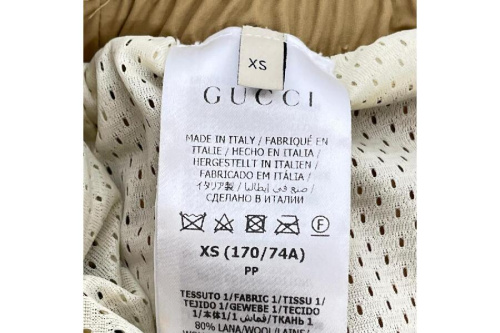 XS
GUCCI
MADE IN ITALY / FABRIQUÉ EN
ITALIE / HECHO EN ITALIA /
HERGESTELLT IN ITALIEN /
FABRICADO EM ITÁLIA /
イタリア製 / صنع في إيطاليا /
СДЕЛАНО В ИТАЛИИ
F
XS (170/74A)
PP
TESSUTO 1/FABRIC 1/TISSU 1/
TEJIDO 1/GEWEBE 1/TECIDO
1/本体1/قماش 1/ТКАНЬ 1
80% LANA/WOOL/LAINE/